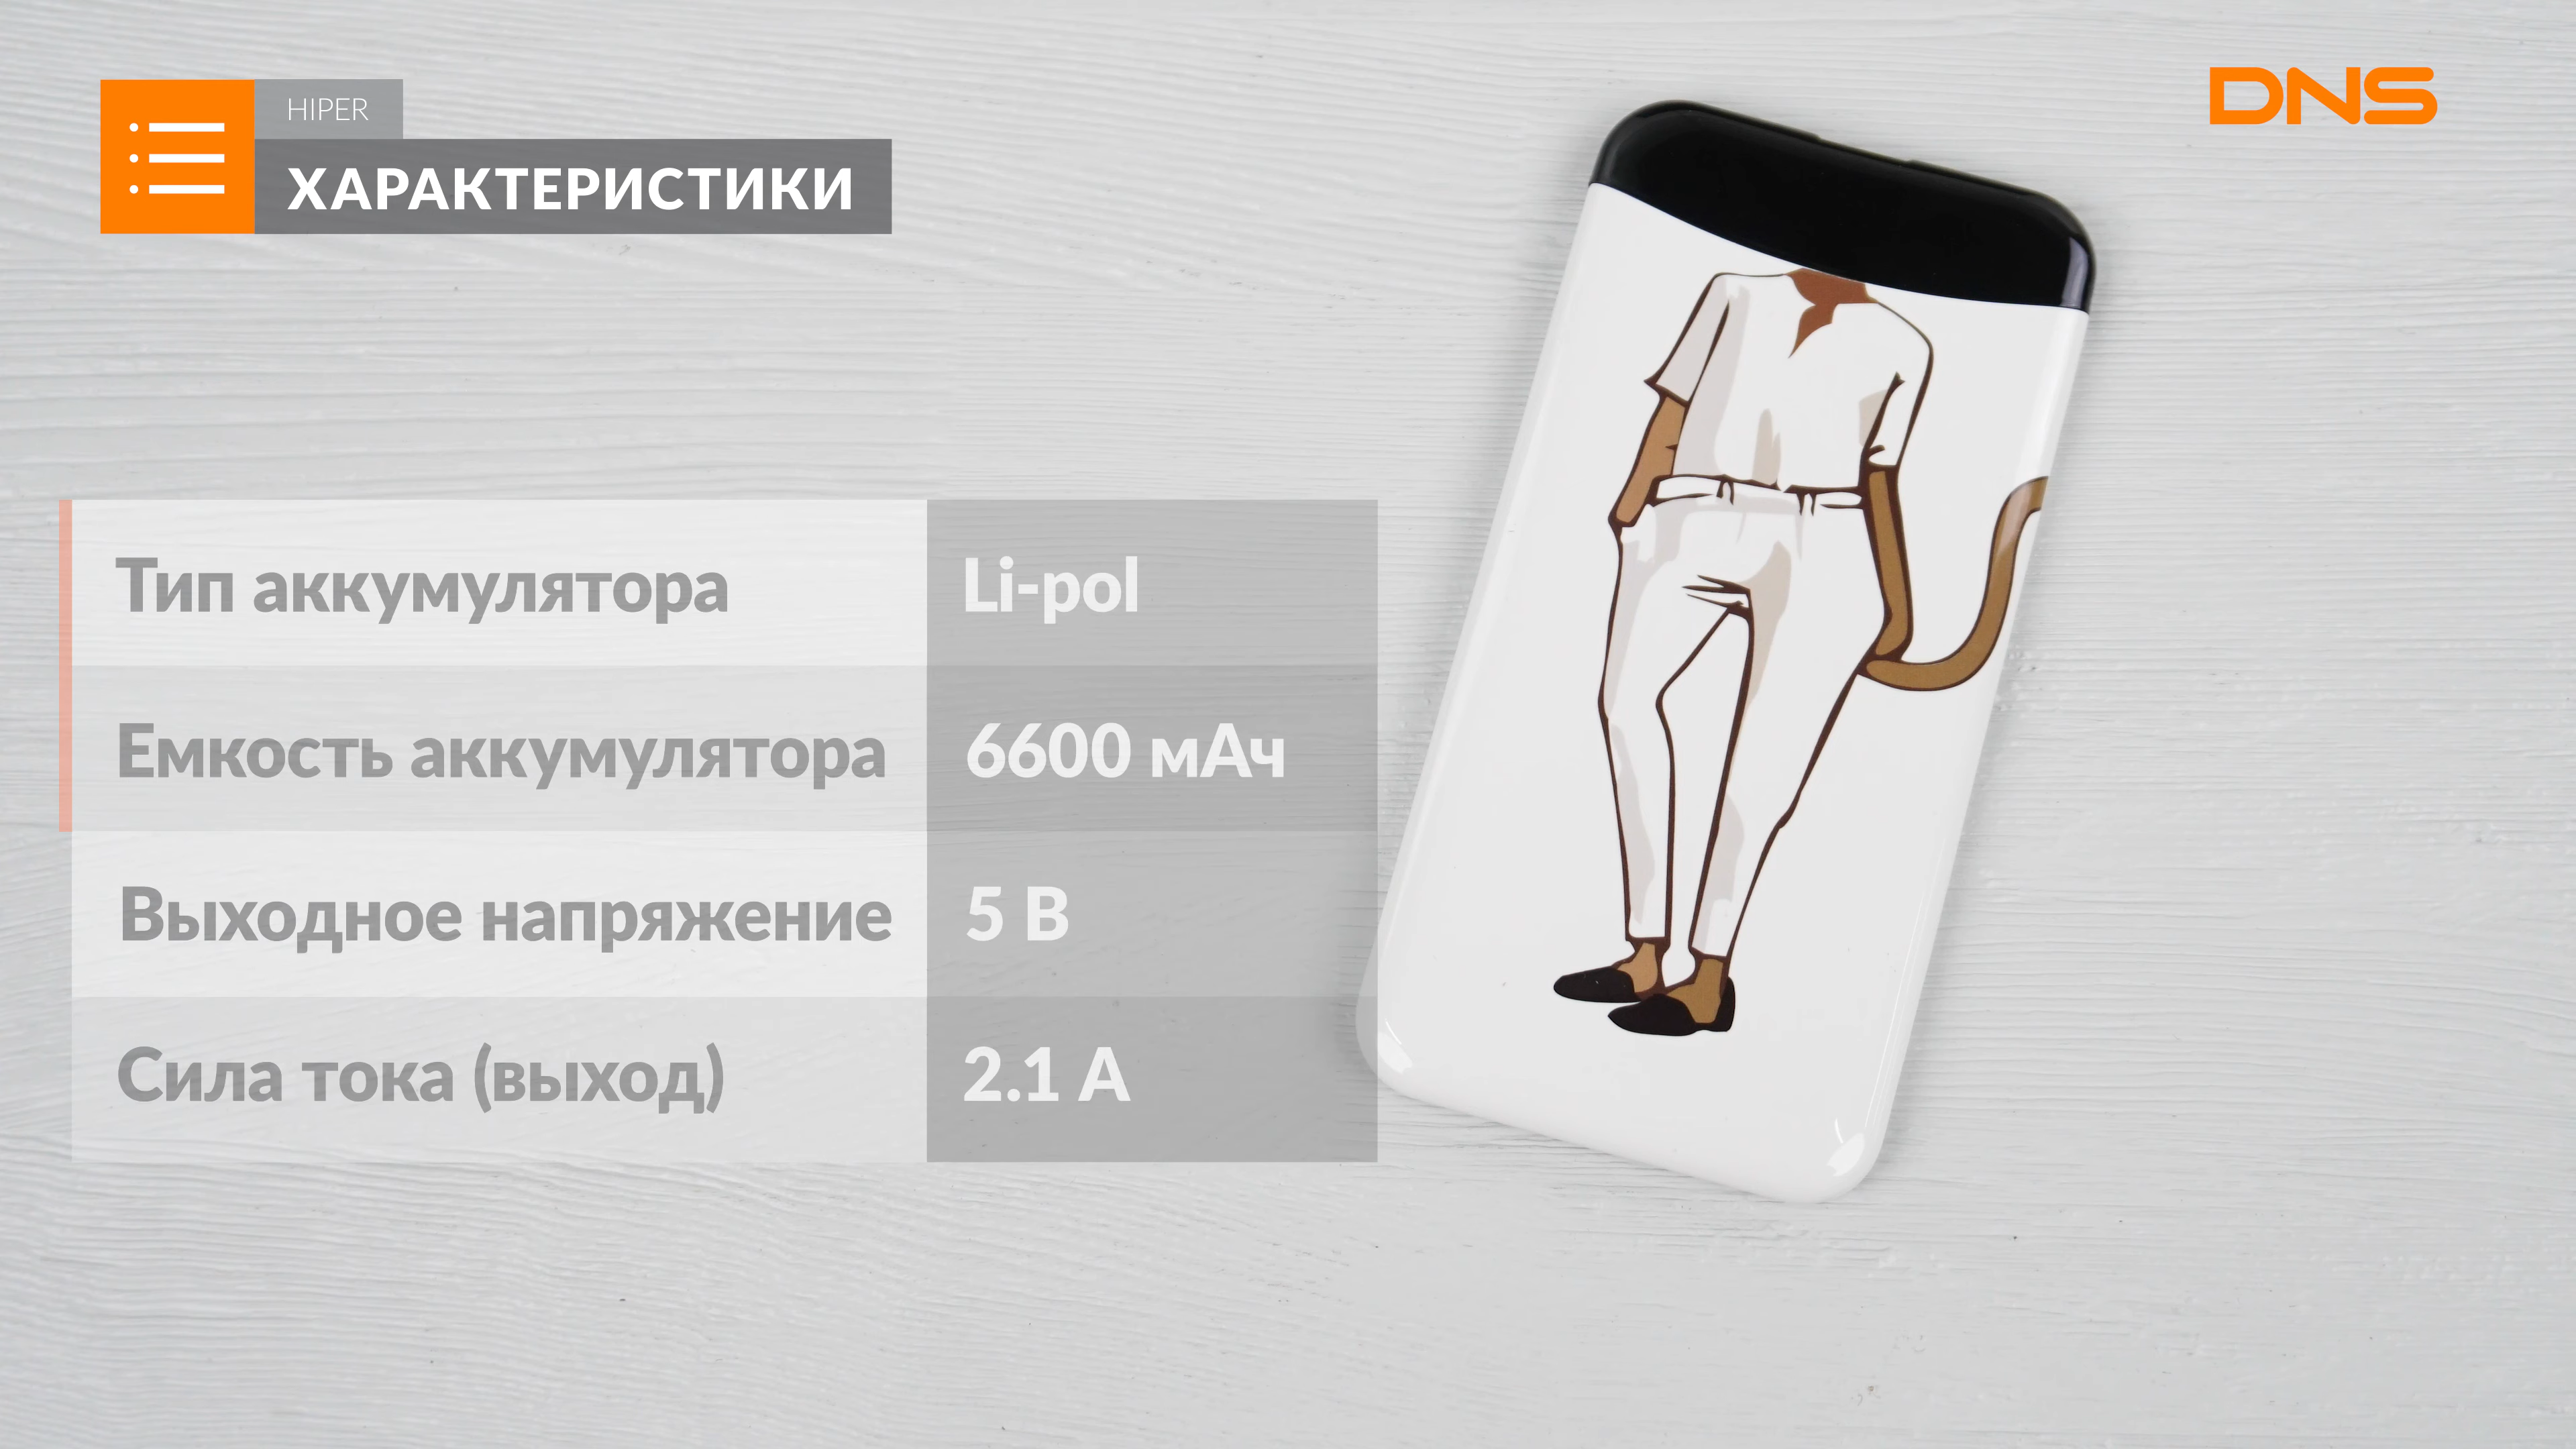 HIPER
ХАРАКТЕРИСТИКИ
DNS
Тип аккумулятора Li-pol
Емкость аккумулятора 6600 мАч
Выходное напряжение 5 В
Сила тока (выход) 2.1 А